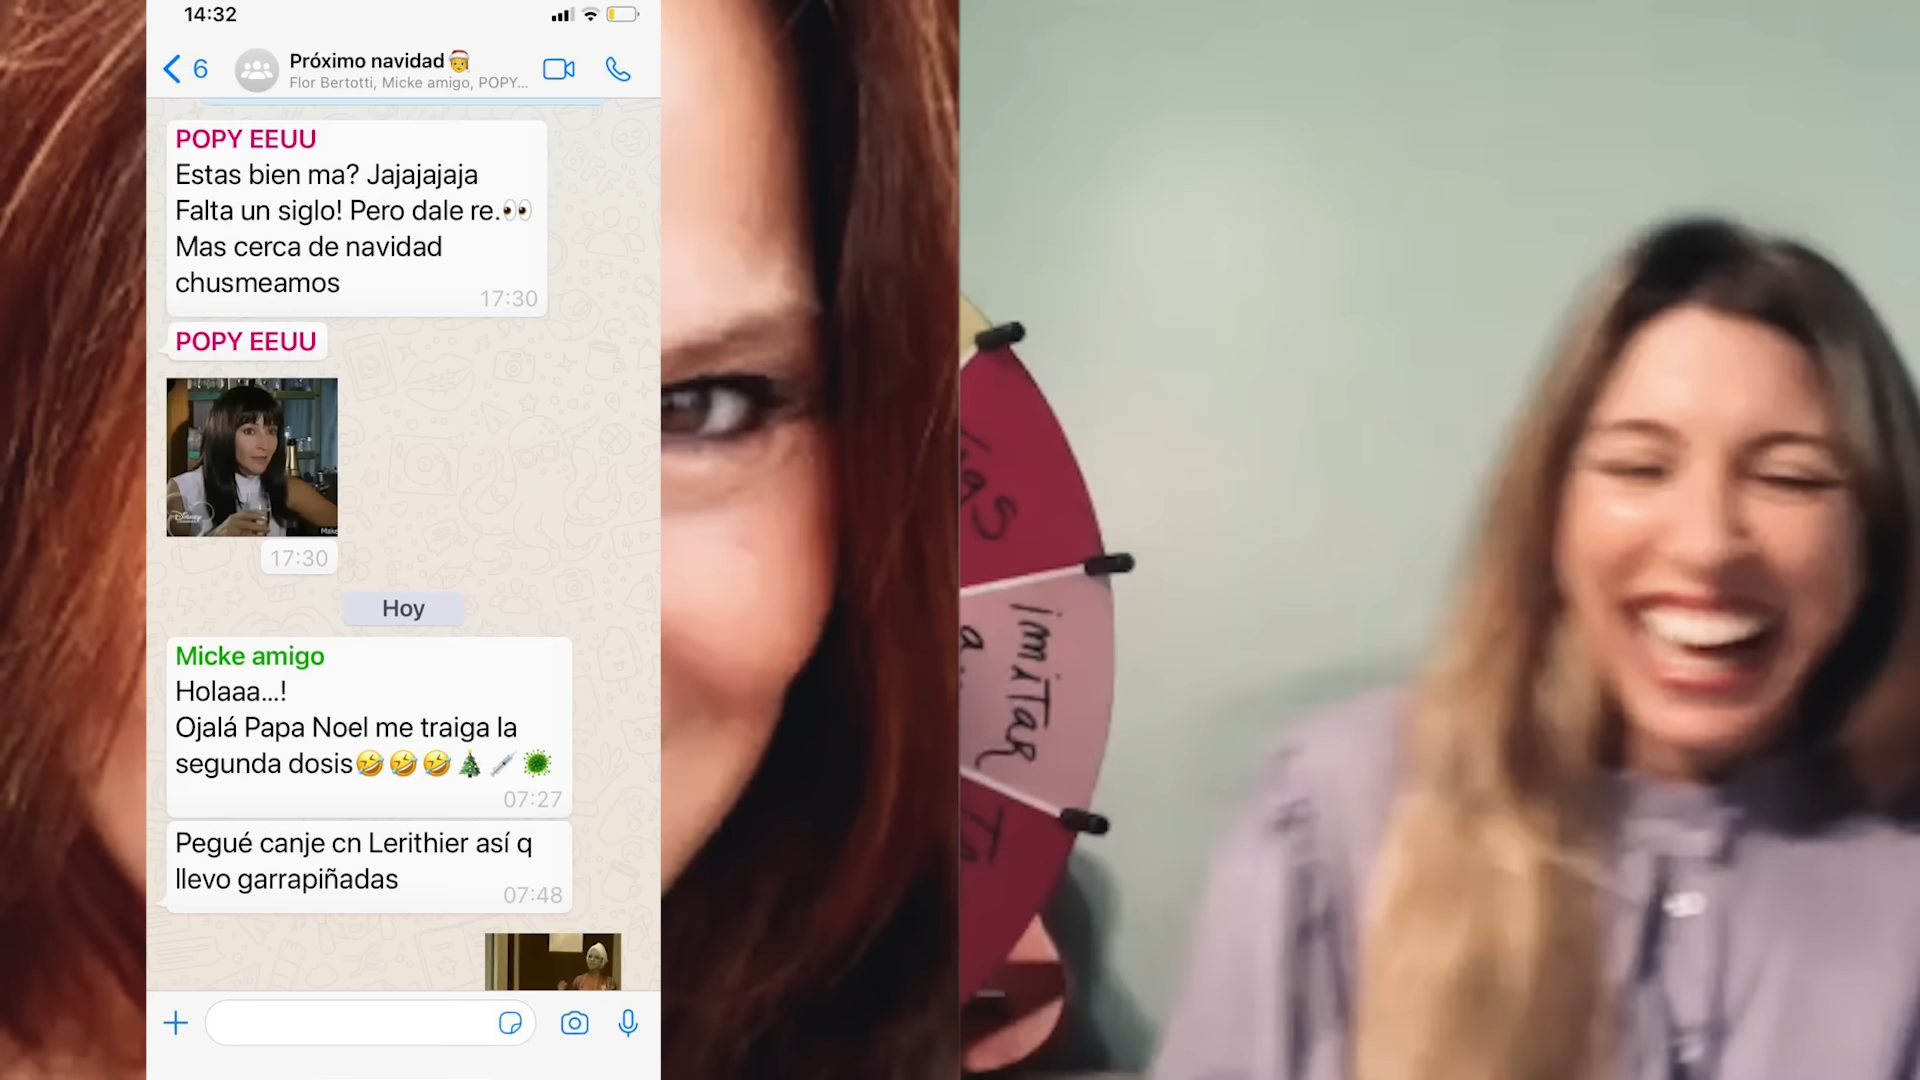 14:32
6
Próximo navidad🎅
Flor Bertotti, Micke amigo, POPY...
POPY EEUU
Estas bien ma? Jajajajaja
Falta un siglo! Pero dale re.👀
Mas cerca de navidad
chusmeamos
17:30
POPY EEUU
Disney
Make
17:30
Hoy
Micke amigo
Holaaa...!
Ojalá Papa Noel me traiga la
segunda dosis🤣🤣🤣🎄💉🦠
07:27
Pegué canje cn Lerithier así q
llevo garrapiñadas
07:48
imiTaR
a